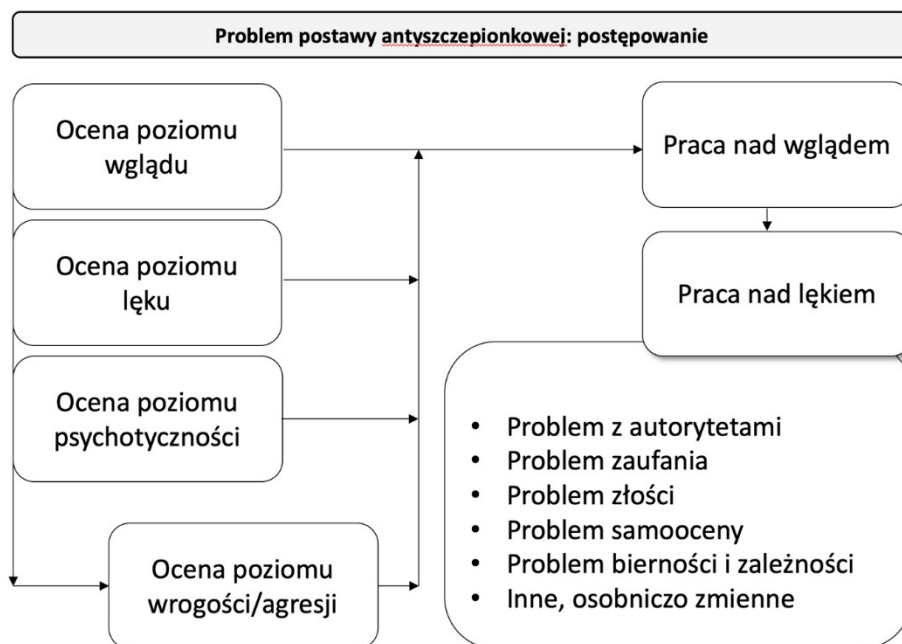 Problem postawy antyszczepionkowej: postępowanie
Ocena poziomu
wglądu
Ocena poziomu
lęku
Ocena poziomu
psychotyczności
Ocena poziomu
wrogości/agresji
Praca nad wglądem
Praca nad lękiem
• Problem z autorytetami
• Problem zaufania
• Problem złości
• Problem samooceny
• Problem bierności i zależności
• Inne, osobniczo zmienne